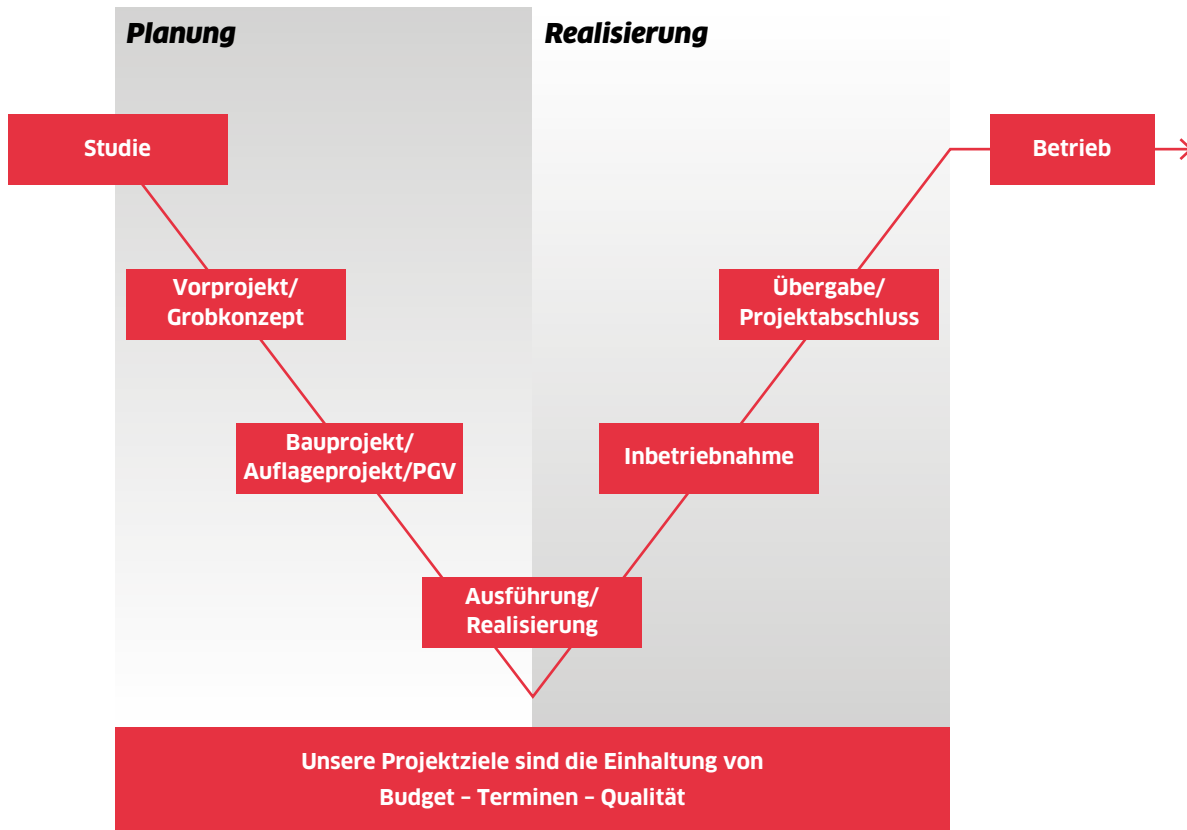 Planung
Realisierung
Studie
Betrieb
Vorprojekt/
Grobkonzept
Übergabe/
Projektabschluss
Bauprojekt/
Auflageprojekt/PGV
Inbetriebnahme
Ausführung/
Realisierung
Unsere Projektziele sind die Einhaltung von
Budget – Terminen – Qualität